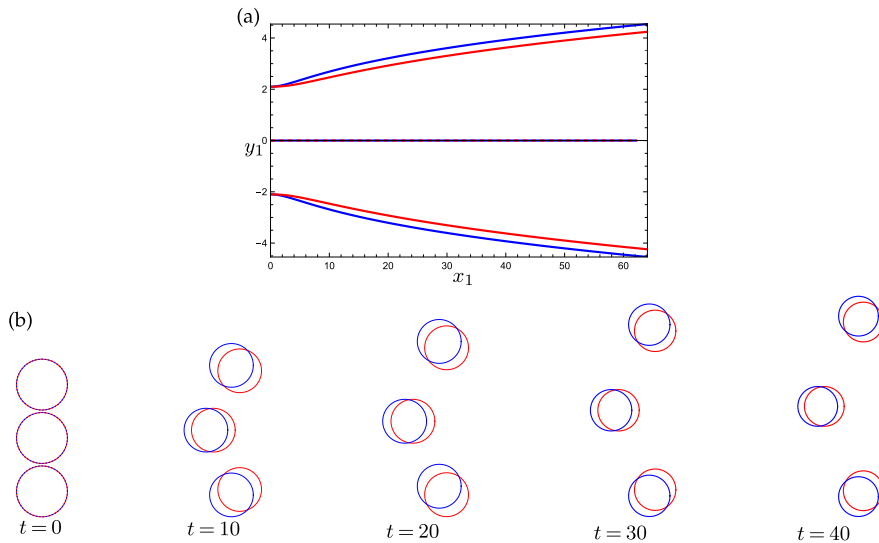 (a)
4
2
0
−2
−4
y₁
0 10 20 30 40 50 60
x₁
(b)
t = 0
t = 10
t = 20
t = 30
t = 40